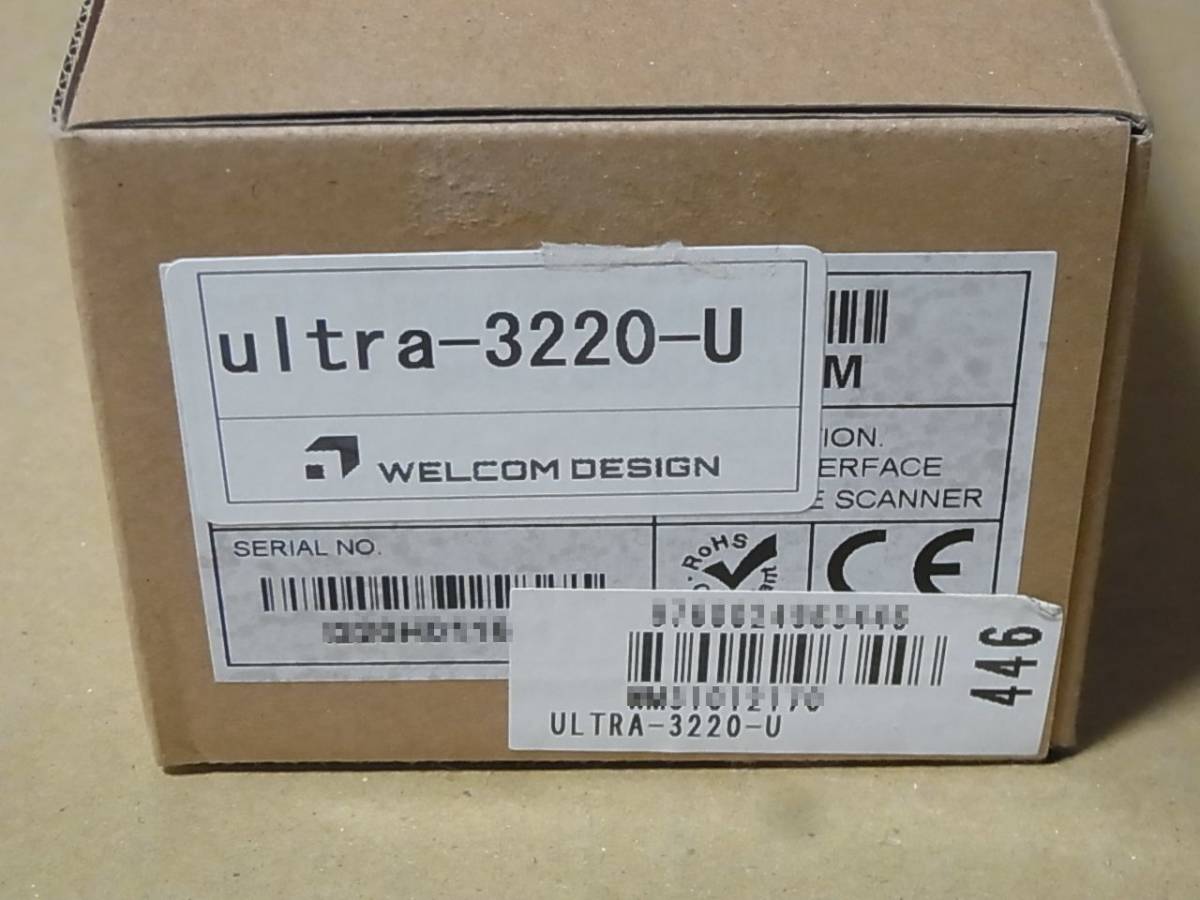 ultra-3220-U
WELCOM DESIGN
M
ION.
ERFACE
E SCANNER
SERIAL NO.
RoHS
CE
446
ULTRA-3220-U